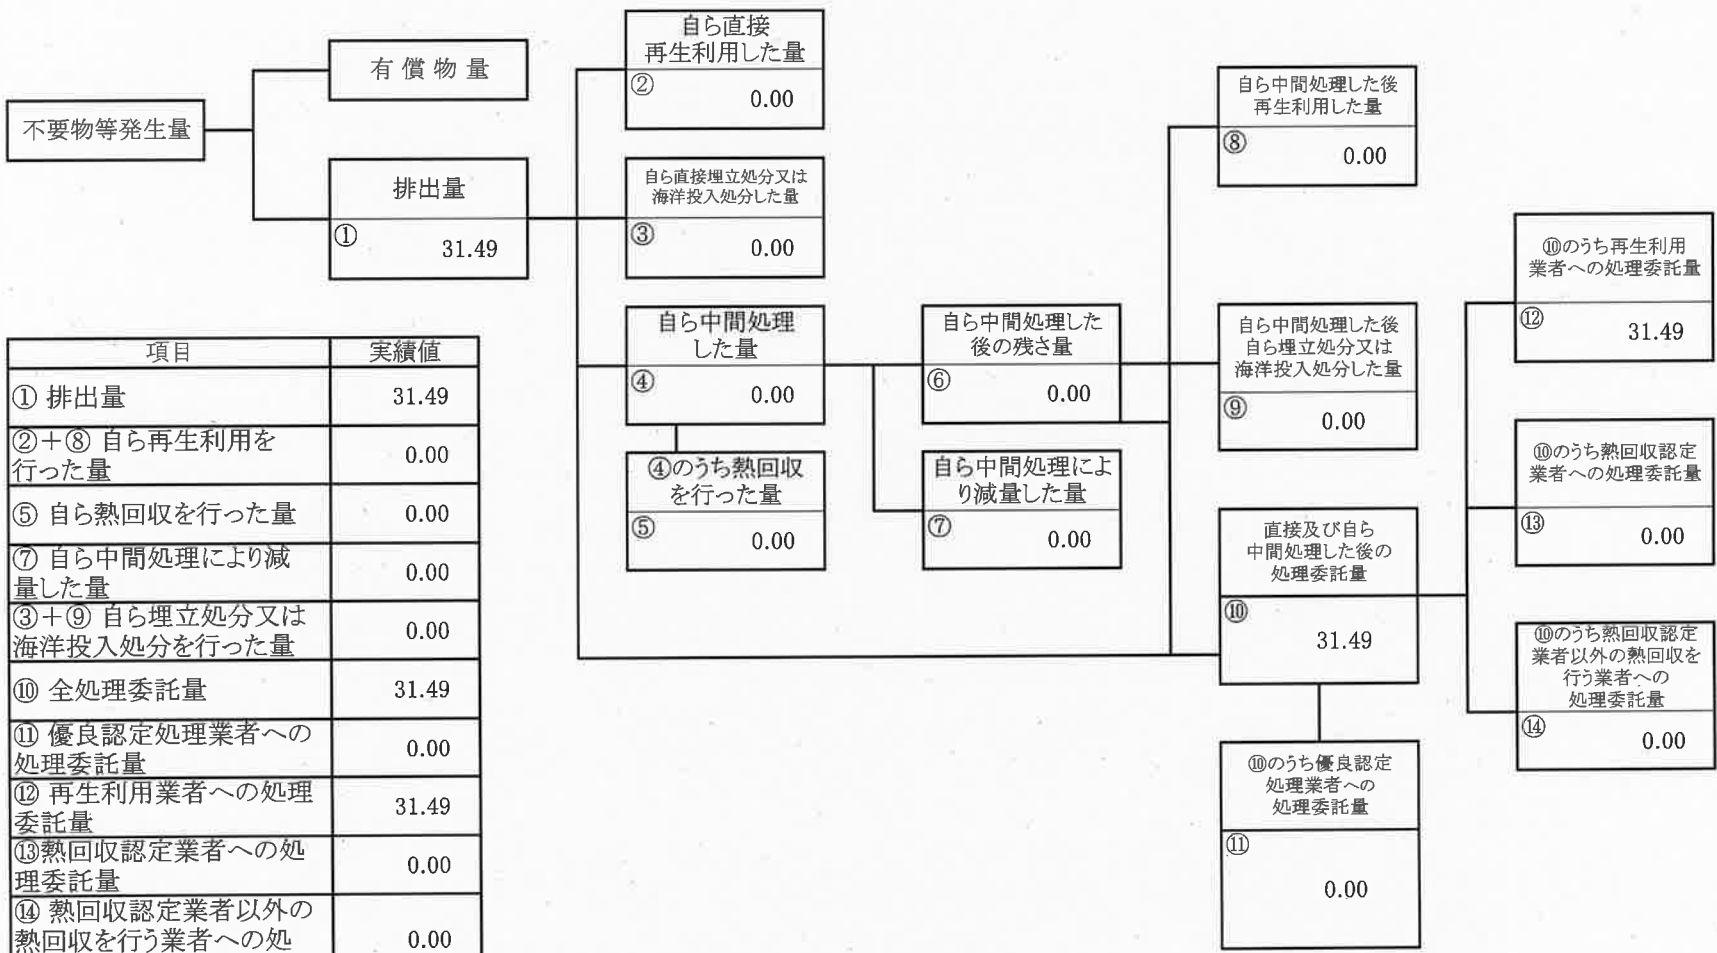 不要物等発生量
有償物量
排出量
①
31.49
自ら直接
再生利用した量
②
0.00
自ら直接埋立処分又は
海洋投入処分した量
③
0.00
自ら中間処理
した量
④
0.00
④のうち熱回収
を行った量
⑤
0.00
自ら中間処理した
後の残さ量
⑥
0.00
自ら中間処理によ
り減量した量
⑦
0.00
自ら中間処理した後
再生利用した量
⑧
0.00
自ら中間処理した後
自ら埋立処分又は
海洋投入処分した量
⑨
0.00
直接及び自ら
中間処理した後の
処理委託量
⑩
31.49
⑩のうち優良認定
処理業者への
処理委託量
⑪
0.00
⑩のうち再生利用
業者への処理委託量
⑫
31.49
⑩のうち熱回収認定
業者への処理委託量
⑬
0.00
⑩のうち熱回収認定
業者以外の熱回収を
行う業者への
処理委託量
⑭
0.00
項目 実績値
① 排出量 31.49
②+⑧ 自ら再生利用を
行った量 0.00
⑤ 自ら熱回収を行った量 0.00
⑦ 自ら中間処理により減
量した量 0.00
③+⑨ 自ら埋立処分又は
海洋投入処分を行った量 0.00
⑩ 全処理委託量 31.49
⑪ 優良認定処理業者への
処理委託量 0.00
⑫ 再生利用業者への処理
委託量 31.49
⑬熱回収認定業者への処
理委託量 0.00
⑭ 熱回収認定業者以外の
熱回収を行う業者への処 0.00